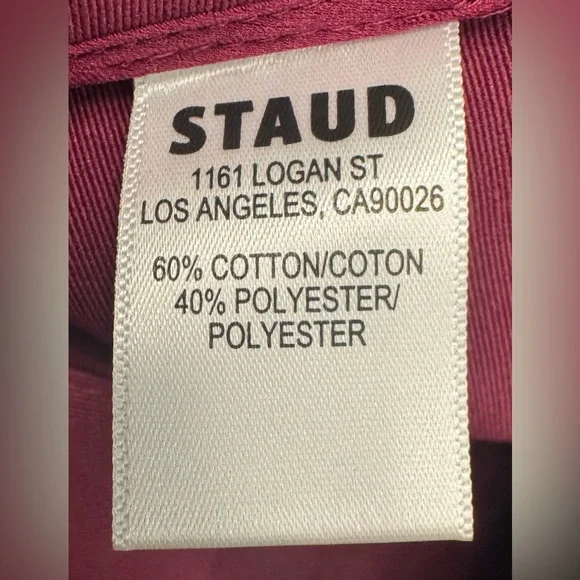 STAUD
1161 LOGAN ST
LOS ANGELES, CA90026
60% COTTON/COTON
40% POLYESTER/
POLYESTER